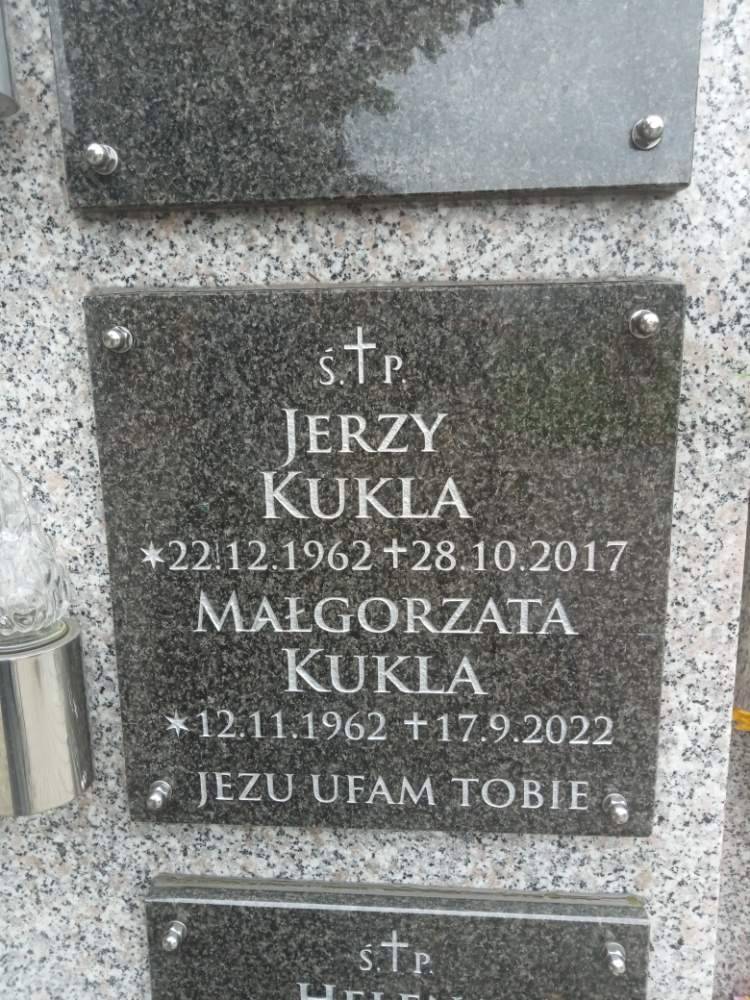 Ś.✝P.
JERZY
KUKLA
*22.12.1962 ✝28.10.2017
MAŁGORZATA
KUKLA
*12.11.1962 ✝17.9.2022
JEZU UFAM TOBIE
Ś.✝P.